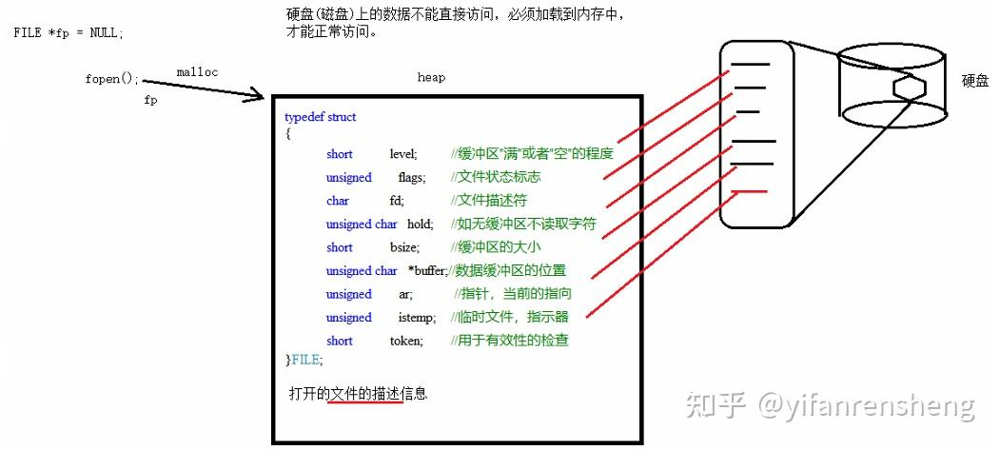 硬盘(磁盘)上的数据不能直接访问，必须加载到内存中，
才能正常访问。
FILE *fp = NULL;
malloc
fopen();
fp
heap
硬盘
typedef struct
{
short level; //缓冲区"满"或者"空"的程度
unsigned flags; //文件状态标志
char fd; //文件描述符
unsigned char hold; //如无缓冲区不读取字符
short bsize; //缓冲区的大小
unsigned char *buffer;//数据缓冲区的位置
unsigned ar; //指针，当前的指向
unsigned istemp; //临时文件，指示器
short token; //用于有效性的检查
}FILE;
打开的文件的描述信息
知乎 @yifanrensheng